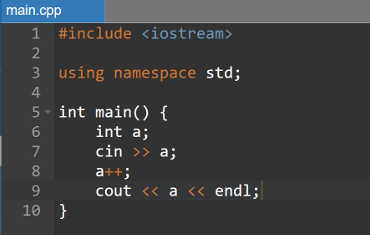 main.cpp
1 #include <iostream>
2
3 using namespace std;
4
5 int main() {
6     int a;
7     cin >> a;
8     a++;
9     cout << a << endl;
10 }